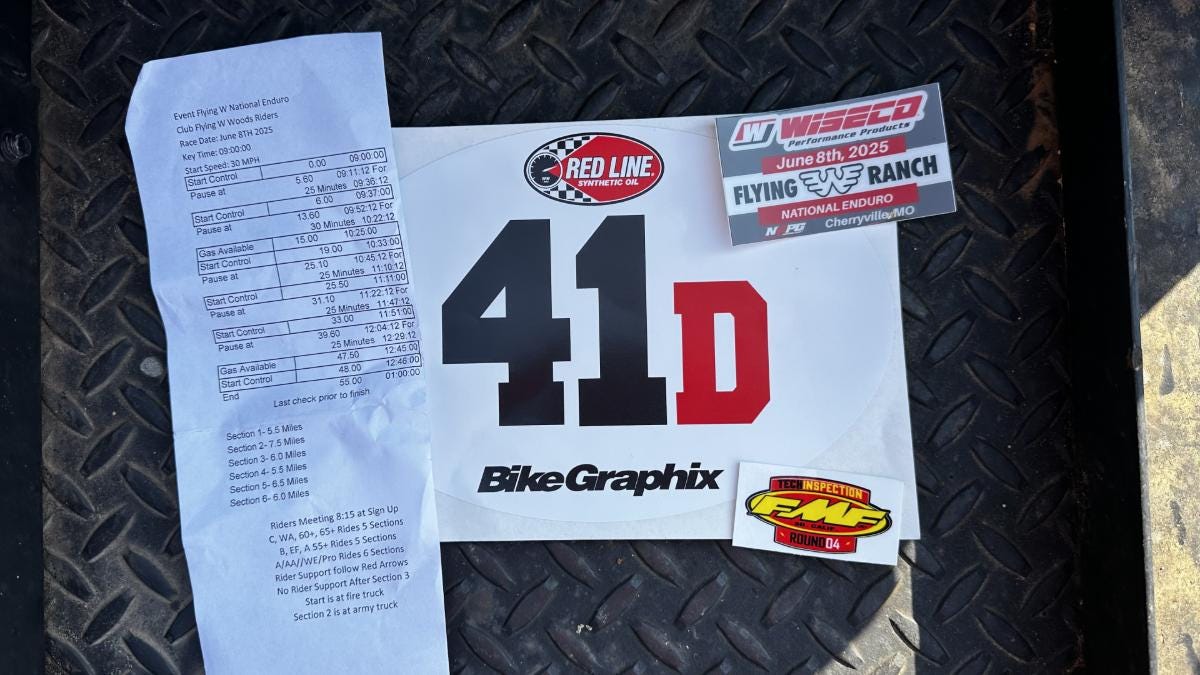 Event Flying W National Enduro
Club Flying W Woods Riders
Race Date: June 8TH 2025
Key Time: 09:00:00
Start Speed: 30 MPH
Start Control 0.00 09:00:00
Pause at 5.60 09:11.12 For
25 Minutes 09:36:12
Start Control 6.00 09:37:00
Pause at 13.60 09:52:12 For
30 Minutes 10:22:12
Gas Available 15.00 10:25:00
Start Control 19.00 10:33:00
Pause at 25.10 10:45.12 For
25 Minutes 11:10:12
Start Control 25.50 11:11:00
Pause at 31.10 11:22:12 For
25 Minutes 11:47:12
Start Control 33.00 11:51:00
Pause at 39.60 12:04:12 For
25 Minutes 12:29:12
Gas Available 47.50 12:45:00
Start Control 48.00 12:46:00
End 55.00 01:00:00
Last check prior to finish
Section 1- 5.5 Miles
Section 2- 7.5 Miles
Section 3- 6.0 Miles
Section 4- 5.5 Miles
Section 5- 6.5 Miles
Section 6- 6.0 Miles
Riders Meeting 8:15 at Sign Up
C, WA, 60+, 65+ Rides 5 Sections
B, EF, A 55+ Rides 5 Sections
A/AA//WE/Pro Rides 6 Sections
Rider Support follow Red Arrows
No Rider Support After Section 3
Start is at fire truck
Section 2 is at army truck
RED LINE
SYNTHETIC OIL
41D
BikeGraphix
W WISECO
Performance Products
June 8th, 2025
FLYING W RANCH
NATIONAL ENDURO
NEPG Cherryville, MO
TECH INSPECTION
FMF
SO. CALIF.
ROUND 04